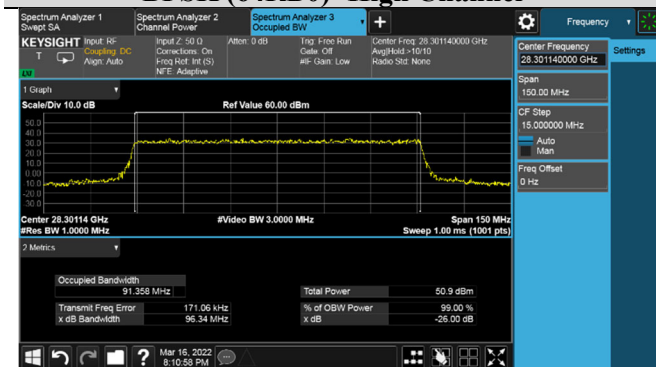 High Channel
Spectrum Analyzer 1
Swept SA
Spectrum Analyzer 2
Channel Power
Spectrum Analyzer 3
Occupied BW
+
Frequency
KEYSIGHT
Input: RF
Coupling: DC
Align: Auto
Input Z: 50 Ω
Corrections: On
Freq Ref: Int (S)
NFE: Adaptive
Atten: 0 dB
Trig: Free Run
Gate: Off
#IF Gain: Low
Center Freq: 28.301140000 GHz
Avg|Hold:>10/10
Radio Std: None
Center Frequency
28.301140000 GHz
Settings
Span
150.00 MHz
CF Step
15.000000 MHz
Auto
Man
Freq Offset
0 Hz
1 Graph
Scale/Div 10.0 dB
Ref Value 60.00 dBm
50.0
40.0
30.0
20.0
10.0
0.00
-10.0
-20.0
-30.0
Center 28.30114 GHz
#Video BW 3.0000 MHz
Span 150 MHz
#Res BW 1.0000 MHz
Sweep 1.00 ms (1001 pts)
2 Metrics
Occupied Bandwidth
91.358 MHz
Total Power 50.9 dBm
Transmit Freq Error 171.06 kHz
% of OBW Power 99.00 %
x dB Bandwidth 96.34 MHz
x dB -26.00 dB
?
Mar 16, 2022
8:10:58 PM